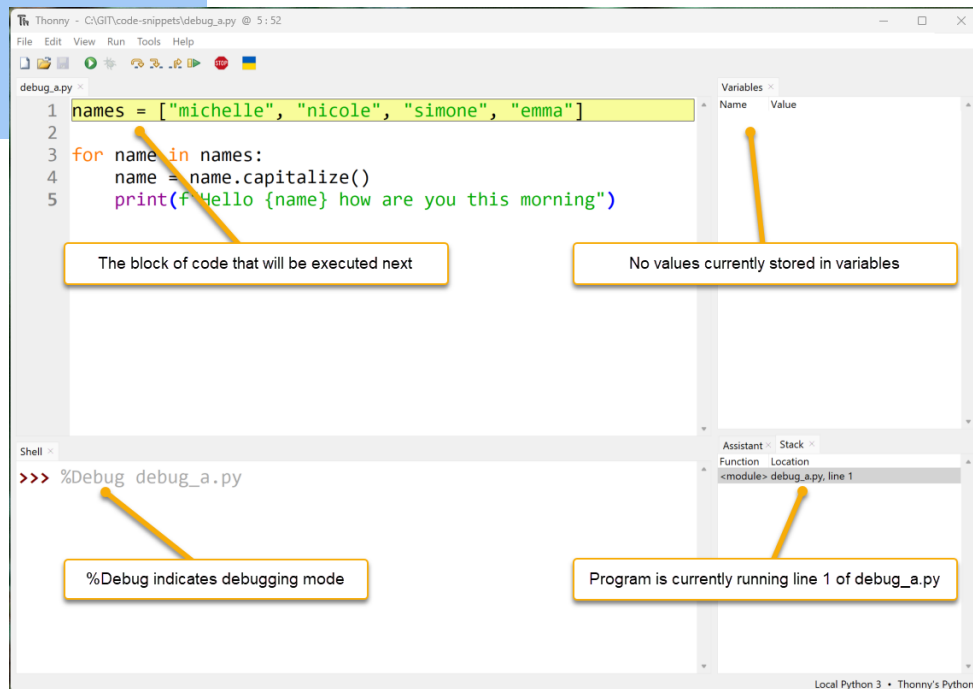 Thonny - C:\GIT\code-snippets\debug_a.py @ 5:52
File Edit View Run Tools Help
STOP
debug_a.py
1 names = ["michelle", "nicole", "simone", "emma"]
2
3 for name in names:
4 name = name.capitalize()
5 print(f"Hello {name} how are you this morning")
The block of code that will be executed next
Variables
Name Value
No values currently stored in variables
Shell
>>> %Debug debug_a.py
%Debug indicates debugging mode
Assistant Stack
Function Location
<module> debug_a.py, line 1
Program is currently running line 1 of debug_a.py
Local Python 3 • Thonny's Python